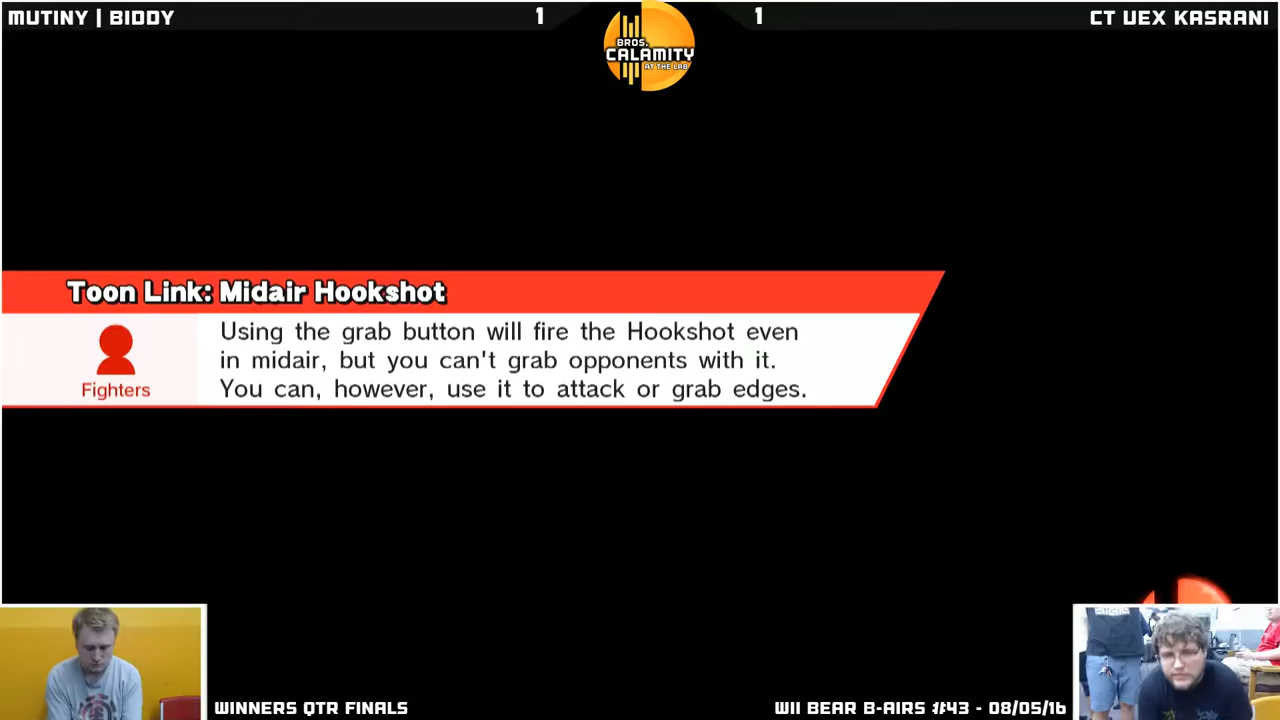 MUTINY | BIDDY
1
BROS.
CALAMITY
AT THE LAB
1
CT VEX KASRANI
Toon Link: Midair Hookshot
Fighters
Using the grab button will fire the Hookshot even
in midair, but you can't grab opponents with it.
You can, however, use it to attack or grab edges.
WINNERS QTR FINALS
WII BEAR B-AIRS #43 - 08/05/16